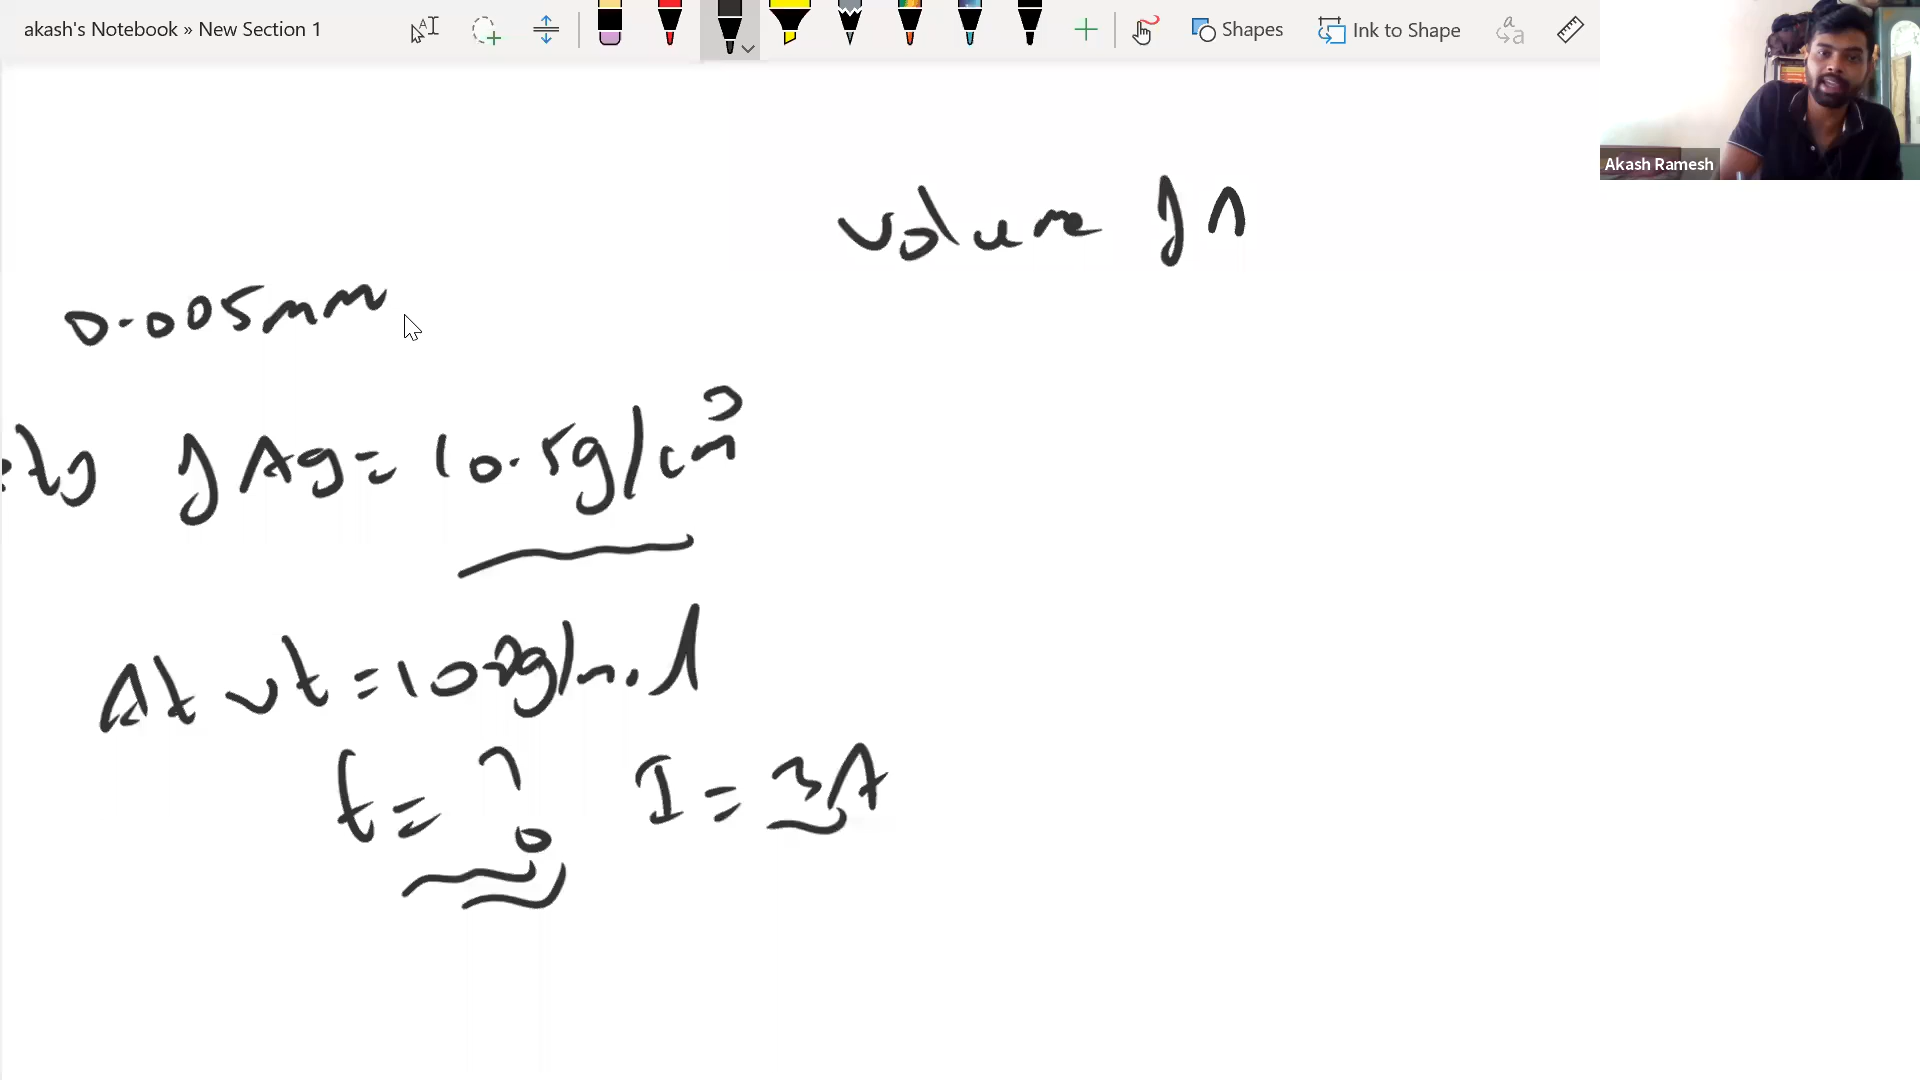 akash's Notebook » New Section 1
Shapes
Ink to Shape
Akash Ramesh
volume of
0.005mm
of Ag = 10.5g/cm³
At wt = 108g/mol
t = ? I = 3A